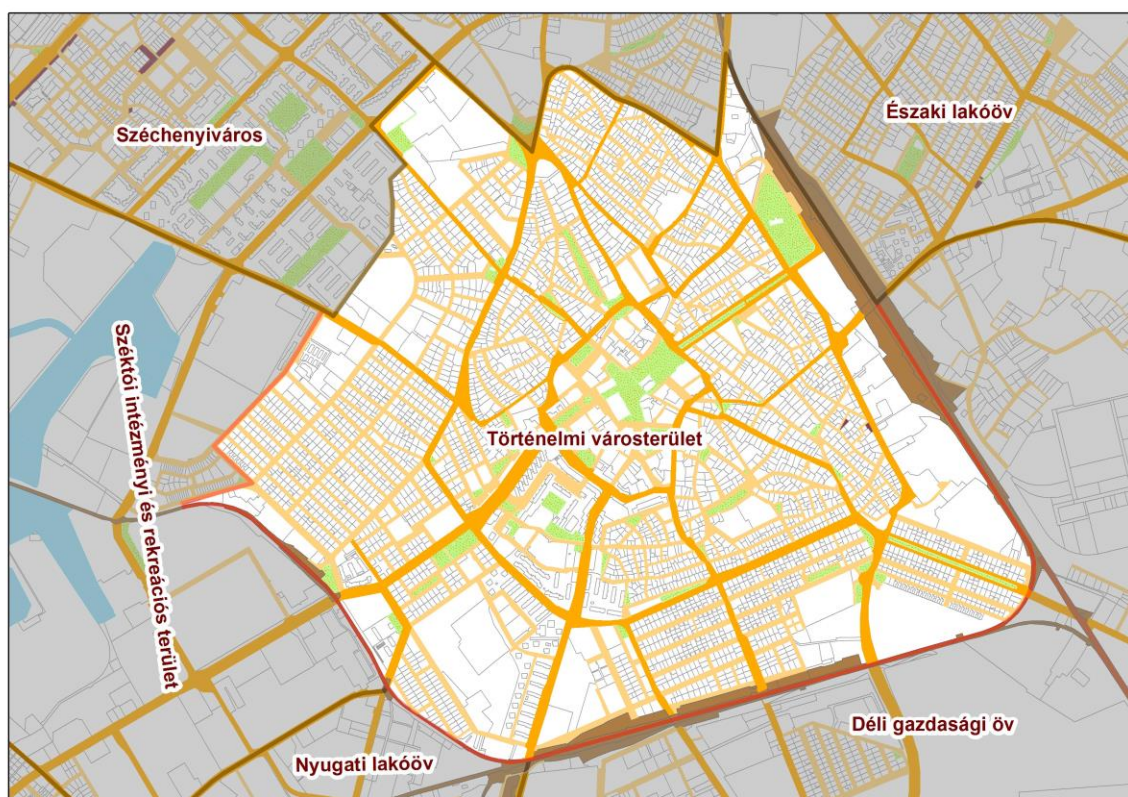 Északi lakóöv
Széchenyiváros
Széktói intézményi és rekreációs terület
Történelmi városterület
Déli gazdasági öv
Nyugati lakóöv